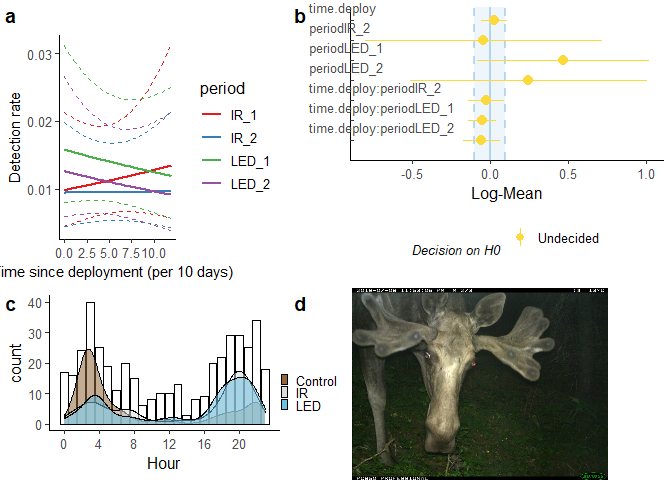 a
Detection rate
0.03
0.02
0.01
0.0 2.5 5.0 7.5 10.0
Time since deployment (per 10 days)
period
IR_1
IR_2
LED_1
LED_2
b
time.deploy
periodIR_2
periodLED_1
periodLED_2
time.deploy:periodIR_2
time.deploy:periodLED_1
time.deploy:periodLED_2
-0.5 0.0 0.5 1.0
Log-Mean
Decision on H0
Undecided
c
count
40
30
20
10
0
0 4 8 12 16 20
Hour
Control
IR
LED
d
PROFESSIONAL